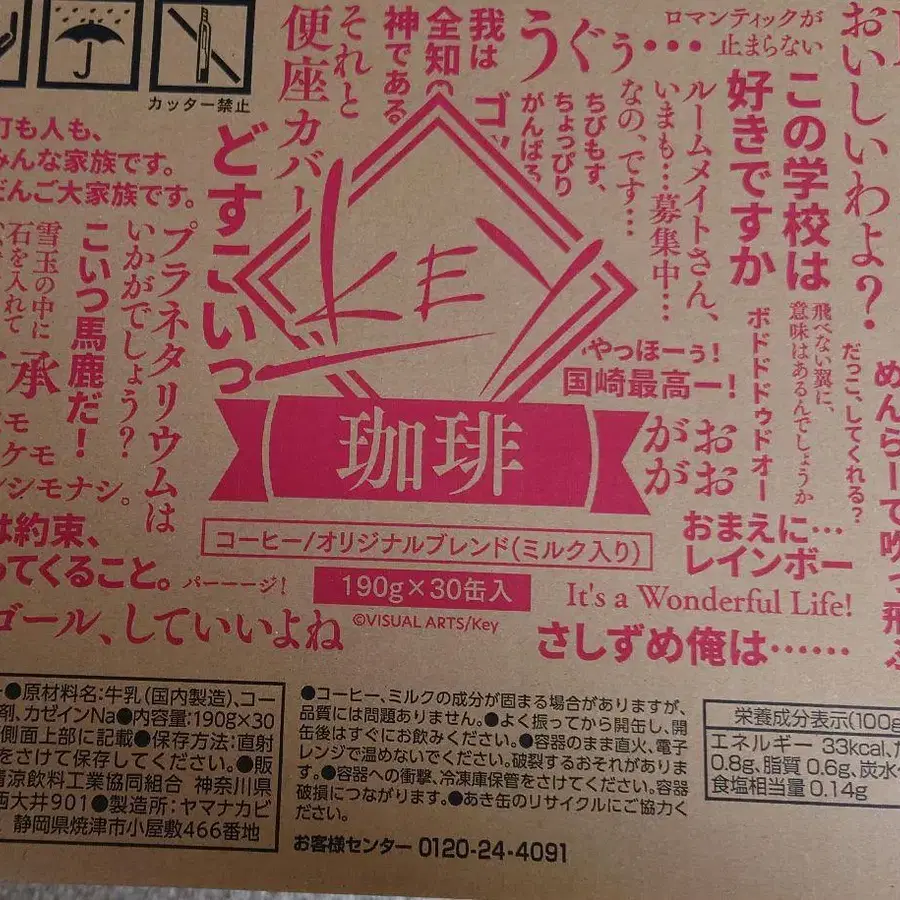 カッター禁止
それと
便座カバー
神である
全知
我は
うぐぅ…
ロマンティックが
止まらない
おいしいわよ?
町も人も、
みんな家族です。
だんご大家族です。
どすこいっ
ちびもす、
ちょっぴり
がんばる
ルームメイトさん、
いまも…募集中…
なの、です…
この学校は
好きですか
雪玉の中に
石を入れて
こいつ馬鹿だ!
プラネタリウムは
いかがでしょう?
承
KEY
飛べない翼に、
意味はあるんでしょうか
ボドドドゥドオー
だっこ、してくれる?
やっほーぅ!
国崎最高ー!
がお
がお
珈琲
おまえに…
レインボー
は約束、
ってくること。
パーーージ!
コーヒー/オリジナルブレンド(ミルク入り)
190g×30缶入
It's a Wonderful Life!
ゴール、していいよね
©VISUAL ARTS/Key
さしずめ俺は……
●原材料名:牛乳(国内製造)、コー
剤、カゼインNa●内容量:190g×30
側面上部に記載●保存方法:直射
をさけて保存してください。●販
清涼飲料工業協同組合 神奈川県
西大井901●製造所:ヤマナカビ
静岡県焼津市小屋敷466番地
●コーヒー、ミルクの成分が固まる場合がありますが、
品質には問題ありません。●よく振ってから開缶し、開
缶後はすぐにお飲みください。●容器のまま直火、電子
レンジで温めないでください。破裂するおそれがありま
す。●容器への衝撃、冷凍庫保管をさけてください。容器
破損につながります。●あき缶のリサイクルにご協力く
ださい。
お客様センター 0120-24-4091
栄養成分表示(100g
エネルギー 33kcal、た
0.8g、脂質 0.6g、炭水
食塩相当量 0.14g